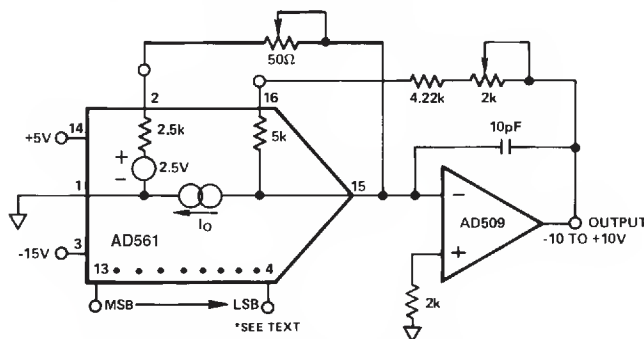 50Ω
2
16
4.22k
2k
10pF
14
+5V
2.5k
5k
+
2.5V
-
1
15
I₀
-
AD561
AD509
OUTPUT
-10 TO +10V
+
-15V
3
13
4
2k
MSB
LSB
*SEE TEXT